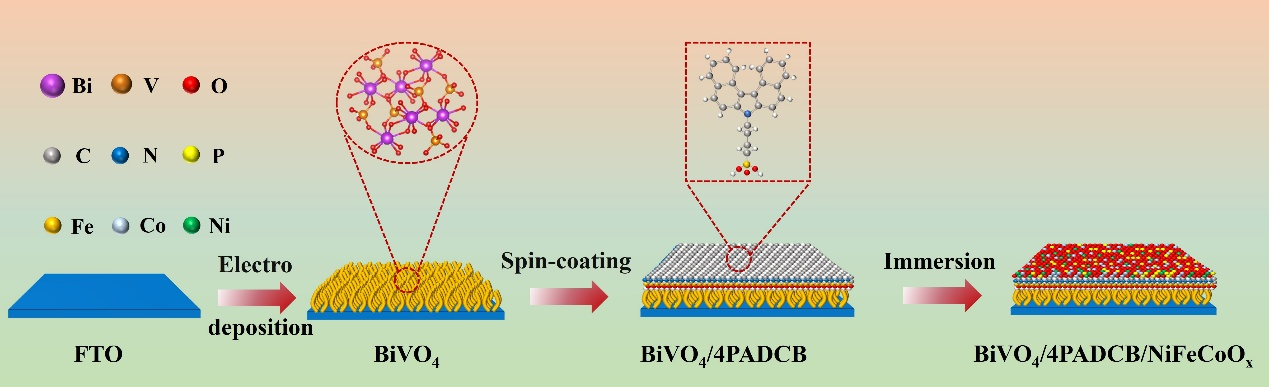 Bi V O
C N P
Fe Co Ni
Electro
deposition
Spin-coating
Immersion
FTO
BiVO₄
BiVO₄/4PADCB
BiVO₄/4PADCB/NiFeCoOₓ